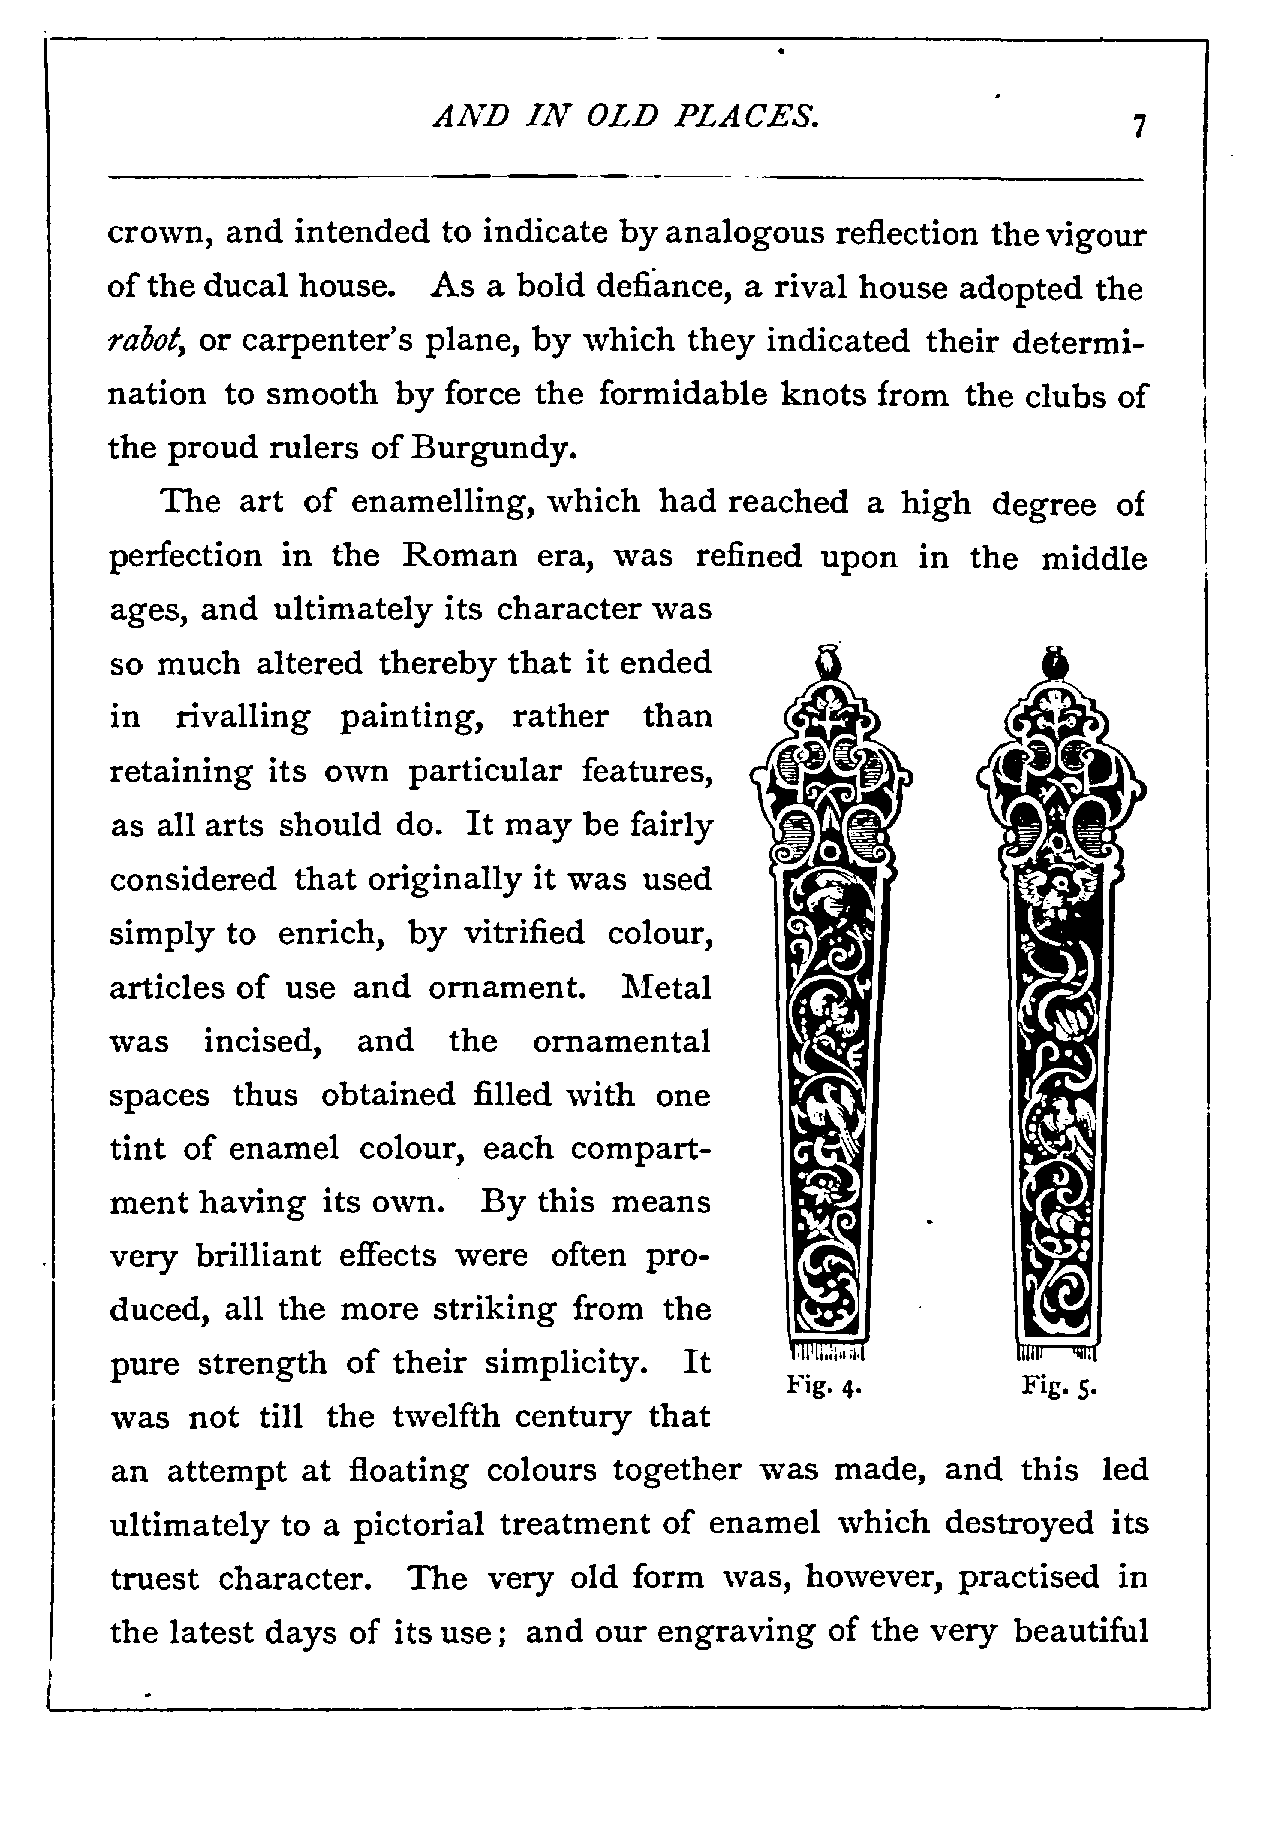 AND IN OLD PLACES.
7
crown, and intended to indicate by analogous reflection the vigour
of the ducal house. As a bold defiance, a rival house adopted the
rabot, or carpenter's plane, by which they indicated their determi-
nation to smooth by force the formidable knots from the clubs of
the proud rulers of Burgundy.
The art of enamelling, which had reached a high degree of
perfection in the Roman era, was refined upon in the middle
ages, and ultimately its character was
so much altered thereby that it ended
in rivalling painting, rather than
retaining its own particular features,
as all arts should do. It may be fairly
considered that originally it was used
simply to enrich, by vitrified colour,
articles of use and ornament. Metal
was incised, and the ornamental
spaces thus obtained filled with one
tint of enamel colour, each compart-
ment having its own. By this means
very brilliant effects were often pro-
duced, all the more striking from the
pure strength of their simplicity. It
was not till the twelfth century that
Fig. 4.
Fig. 5.
an attempt at floating colours together was made, and this led
ultimately to a pictorial treatment of enamel which destroyed its
truest character. The very old form was, however, practised in
the latest days of its use; and our engraving of the very beautiful